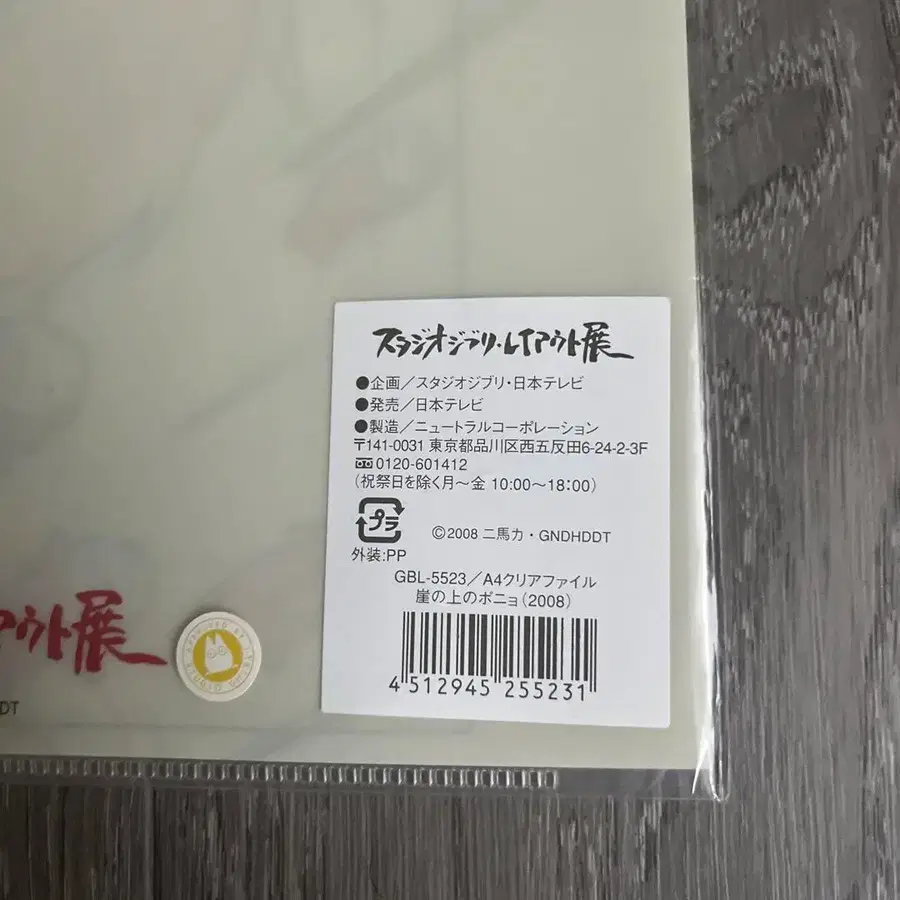 スタジオジブリ・レイアウト展
●企画／スタジオジブリ・日本テレビ
●発売／日本テレビ
●製造／ニュートラルコーポレーション
〒141-0031 東京都品川区西五反田6-24-2-3F
0120-601412
(祝祭日を除く月〜金 10:00〜18:00)
プラ
©2008 二馬力・GNDHDDT
外装:PP
GBL-5523／A4クリアファイル
崖の上のポニョ(2008)
4 512945 255231
アウト展
DT